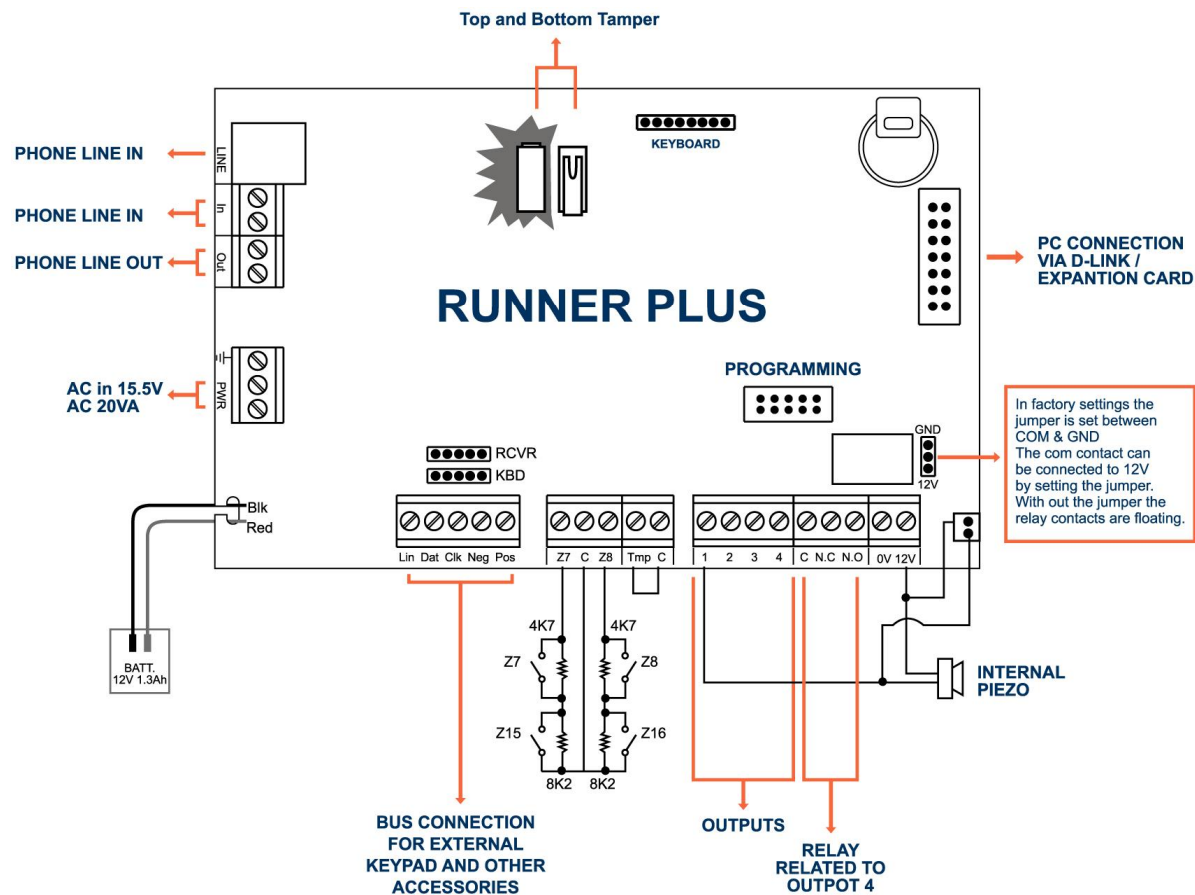 Top and Bottom Tamper
KEYBOARD
PHONE LINE IN
LINE
PHONE LINE IN
In
PHONE LINE OUT
Out
PC CONNECTION
VIA D-LINK /
EXPANTION CARD
RUNNER PLUS
AC in 15.5V
AC 20VA
PWR
PROGRAMMING
GND
12V
In factory settings the
jumper is set between
COM & GND
The com contact can
be connected to 12V
by setting the jumper.
With out the jumper the
relay contacts are floating.
RCVR
KBD
Blk
Red
BATT.
12V 1.3Ah
Lin Dat Clk Neg Pos
Z7 C Z8 Tmp C
1 2 3 4 C N.C N.O 0V 12V
4K7 4K7
Z7 Z8
Z15 Z16
8K2 8K2
INTERNAL
PIEZO
BUS CONNECTION
FOR EXTERNAL
KEYPAD AND OTHER
ACCESSORIES
OUTPUTS
RELAY
RELATED TO
OUTPOT 4